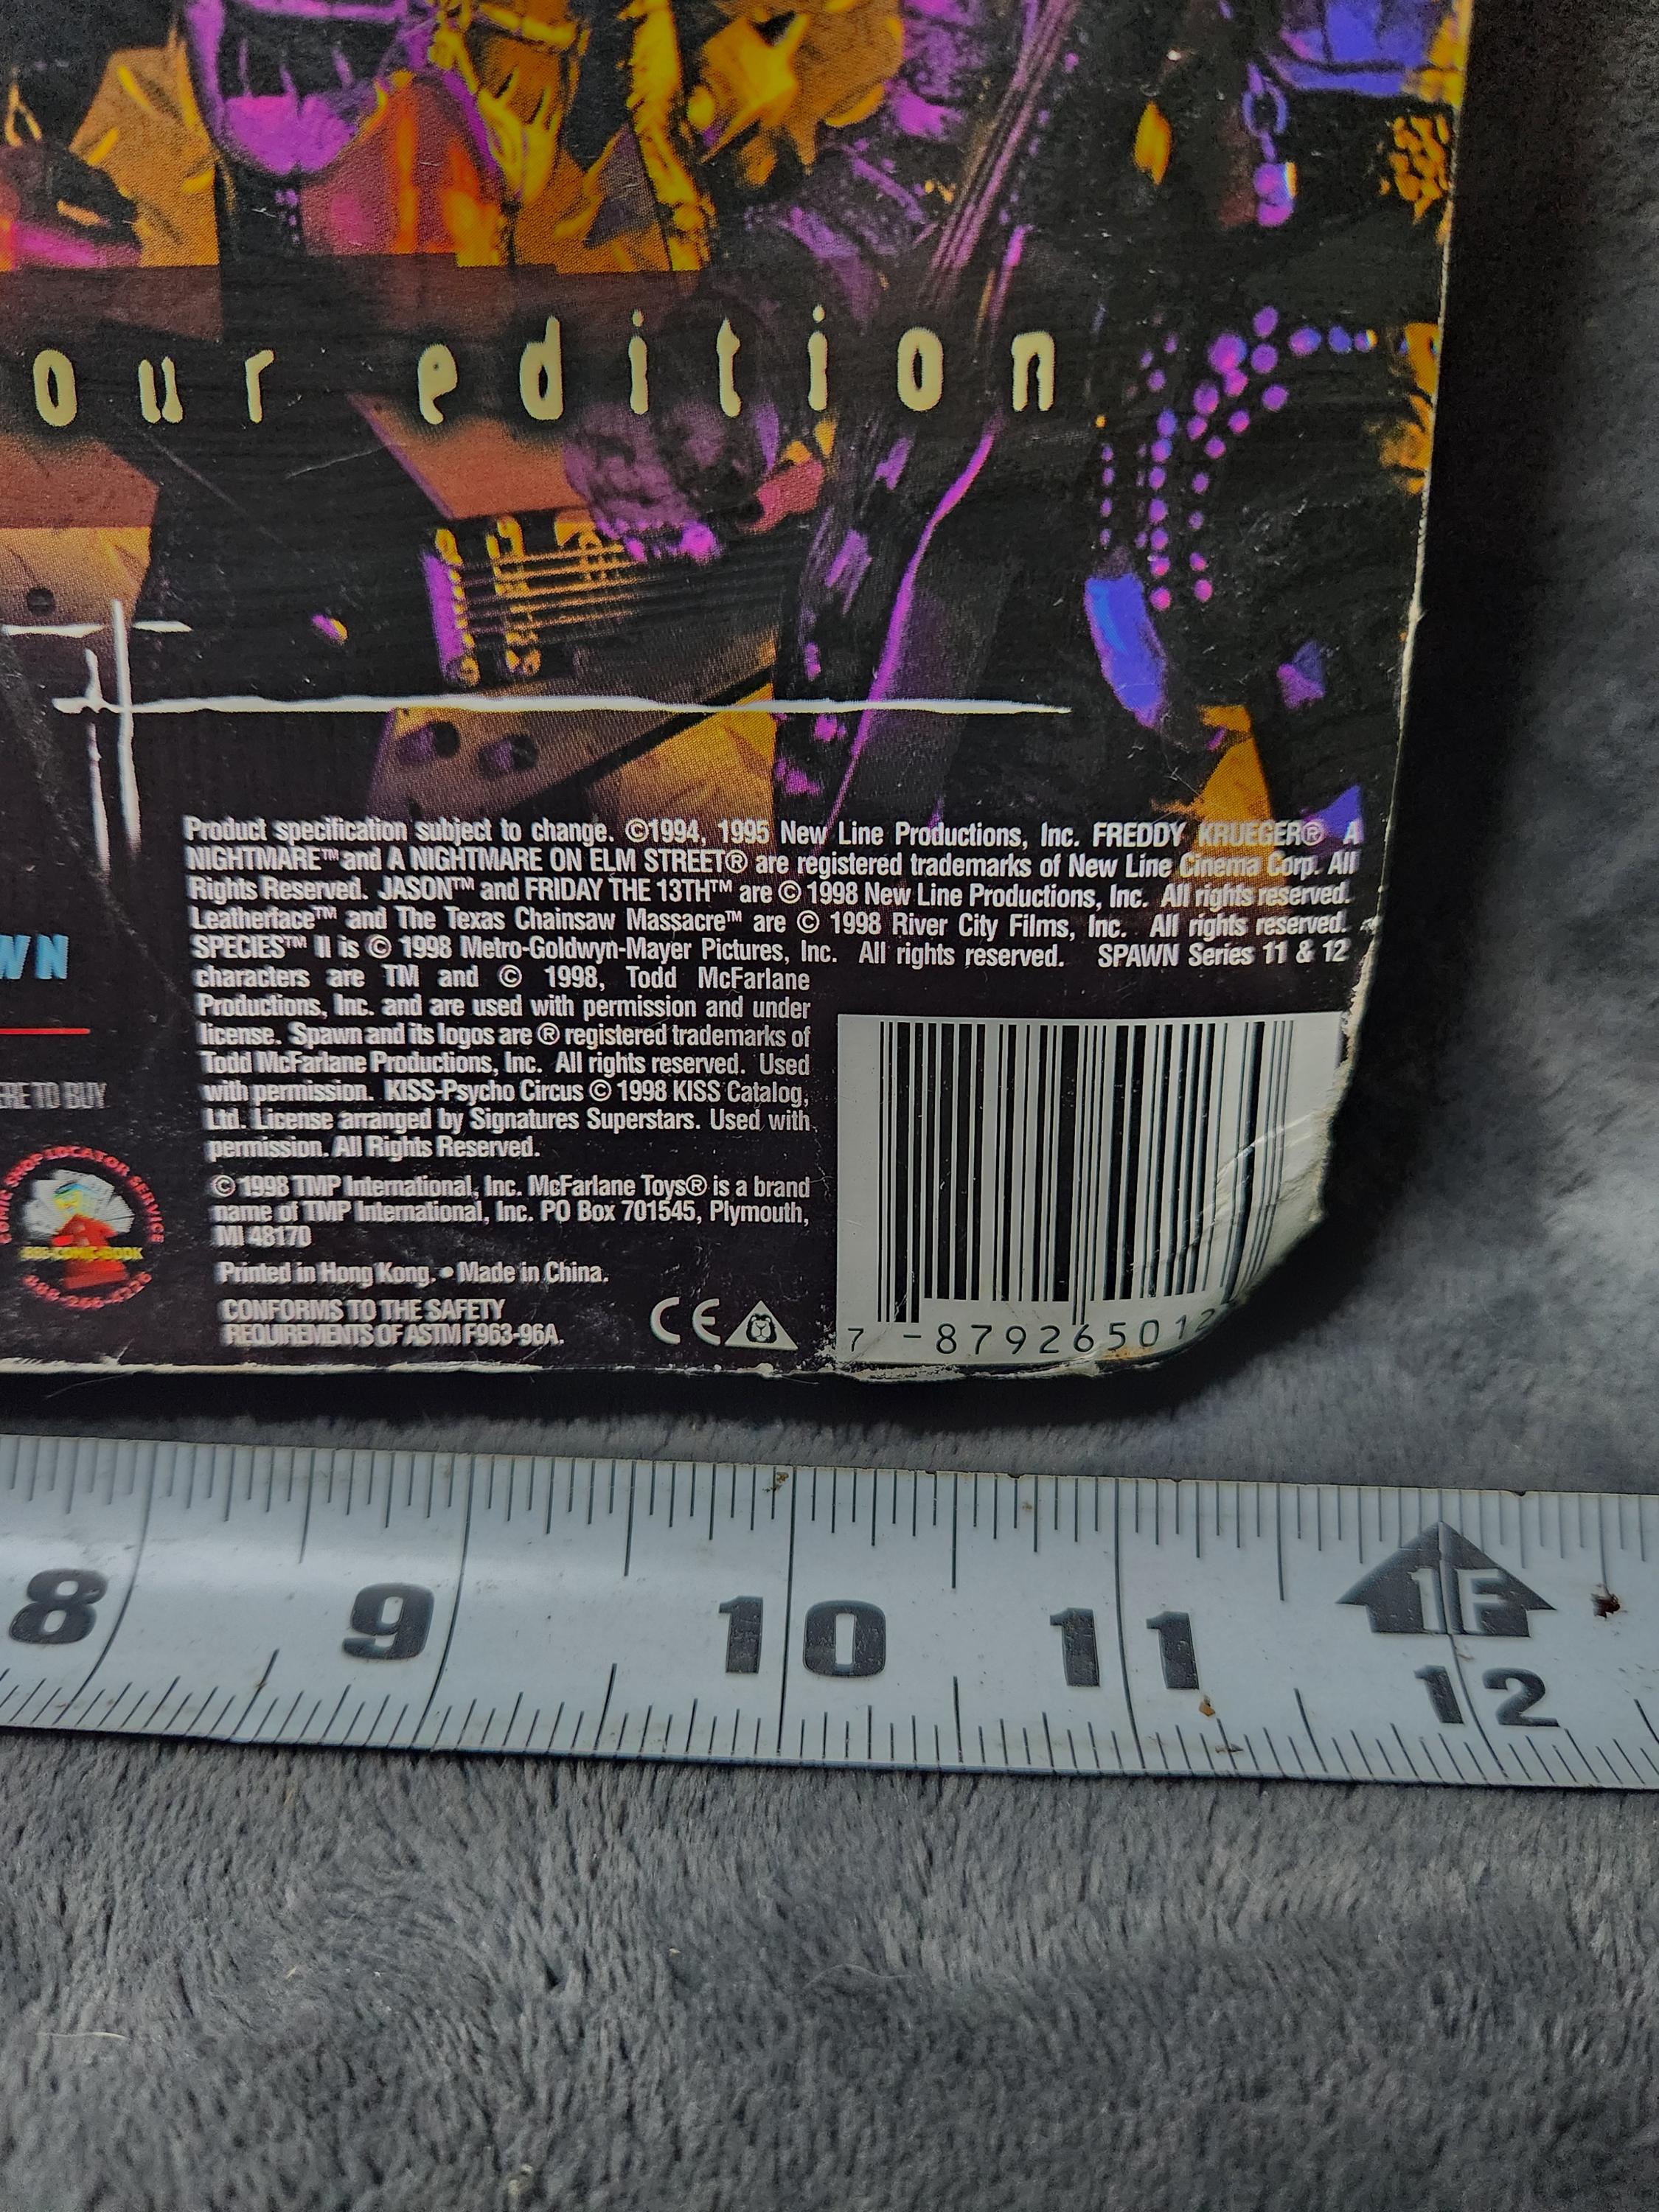 our edition
Product specification subject to change. ©1994, 1995 New Line Productions, Inc. FREDDY KRUEGER® A
NIGHTMARE™ and A NIGHTMARE ON ELM STREET® are registered trademarks of New Line Cinema Corp. All
Rights Reserved. JASON™ and FRIDAY THE 13TH™ are © 1998 New Line Productions, Inc. All rights reserved.
Leatherface™ and The Texas Chainsaw Massacre™ are © 1998 River City Films, Inc. All rights reserved.
SPECIES™ II is © 1998 Metro-Goldwyn-Mayer Pictures, Inc. All rights reserved. SPAWN Series 11 & 12
characters are TM and © 1998, Todd McFarlane
Productions, Inc. and are used with permission and under
license. Spawn and its logos are ® registered trademarks of
Todd McFarlane Productions, Inc. All rights reserved. Used
with permission. KISS-Psycho Circus © 1998 KISS Catalog,
Ltd. License arranged by Signatures Superstars. Used with
permission. All Rights Reserved.
© 1998 TMP International, Inc. McFarlane Toys® is a brand
name of TMP International, Inc. PO Box 701545, Plymouth,
MI 48170
Printed in Hong Kong. • Made in China.
CONFORMS TO THE SAFETY
REQUIREMENTS OF ASTM F963-96A.
CE
7 -879265012
WN
ERE TO BUY
COMIC SHOP LOCATOR SERVICE
8 9 10 11 1F
11 12